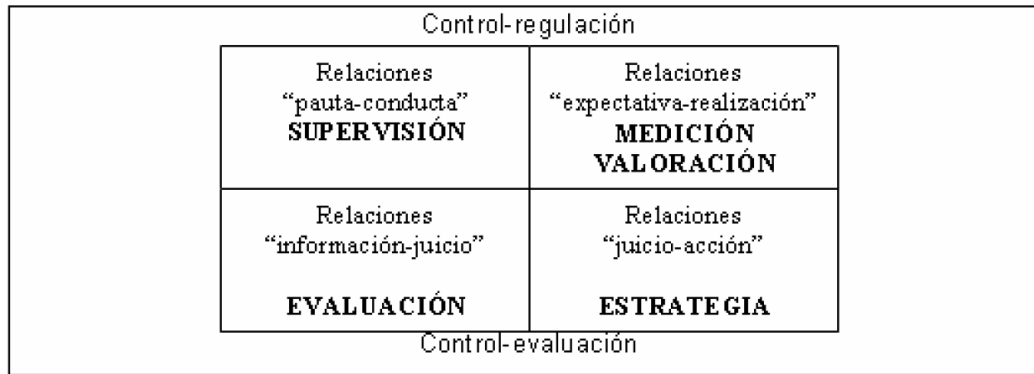 Control-regulación
Relaciones
“pauta-conducta”
SUPERVISIÓN
Relaciones
“expectativa-realización”
MEDICIÓN
VALORACIÓN
Relaciones
“información-juicio”
EVALUACIÓN
Relaciones
“juicio-acción”
ESTRATEGIA
Control-evaluación